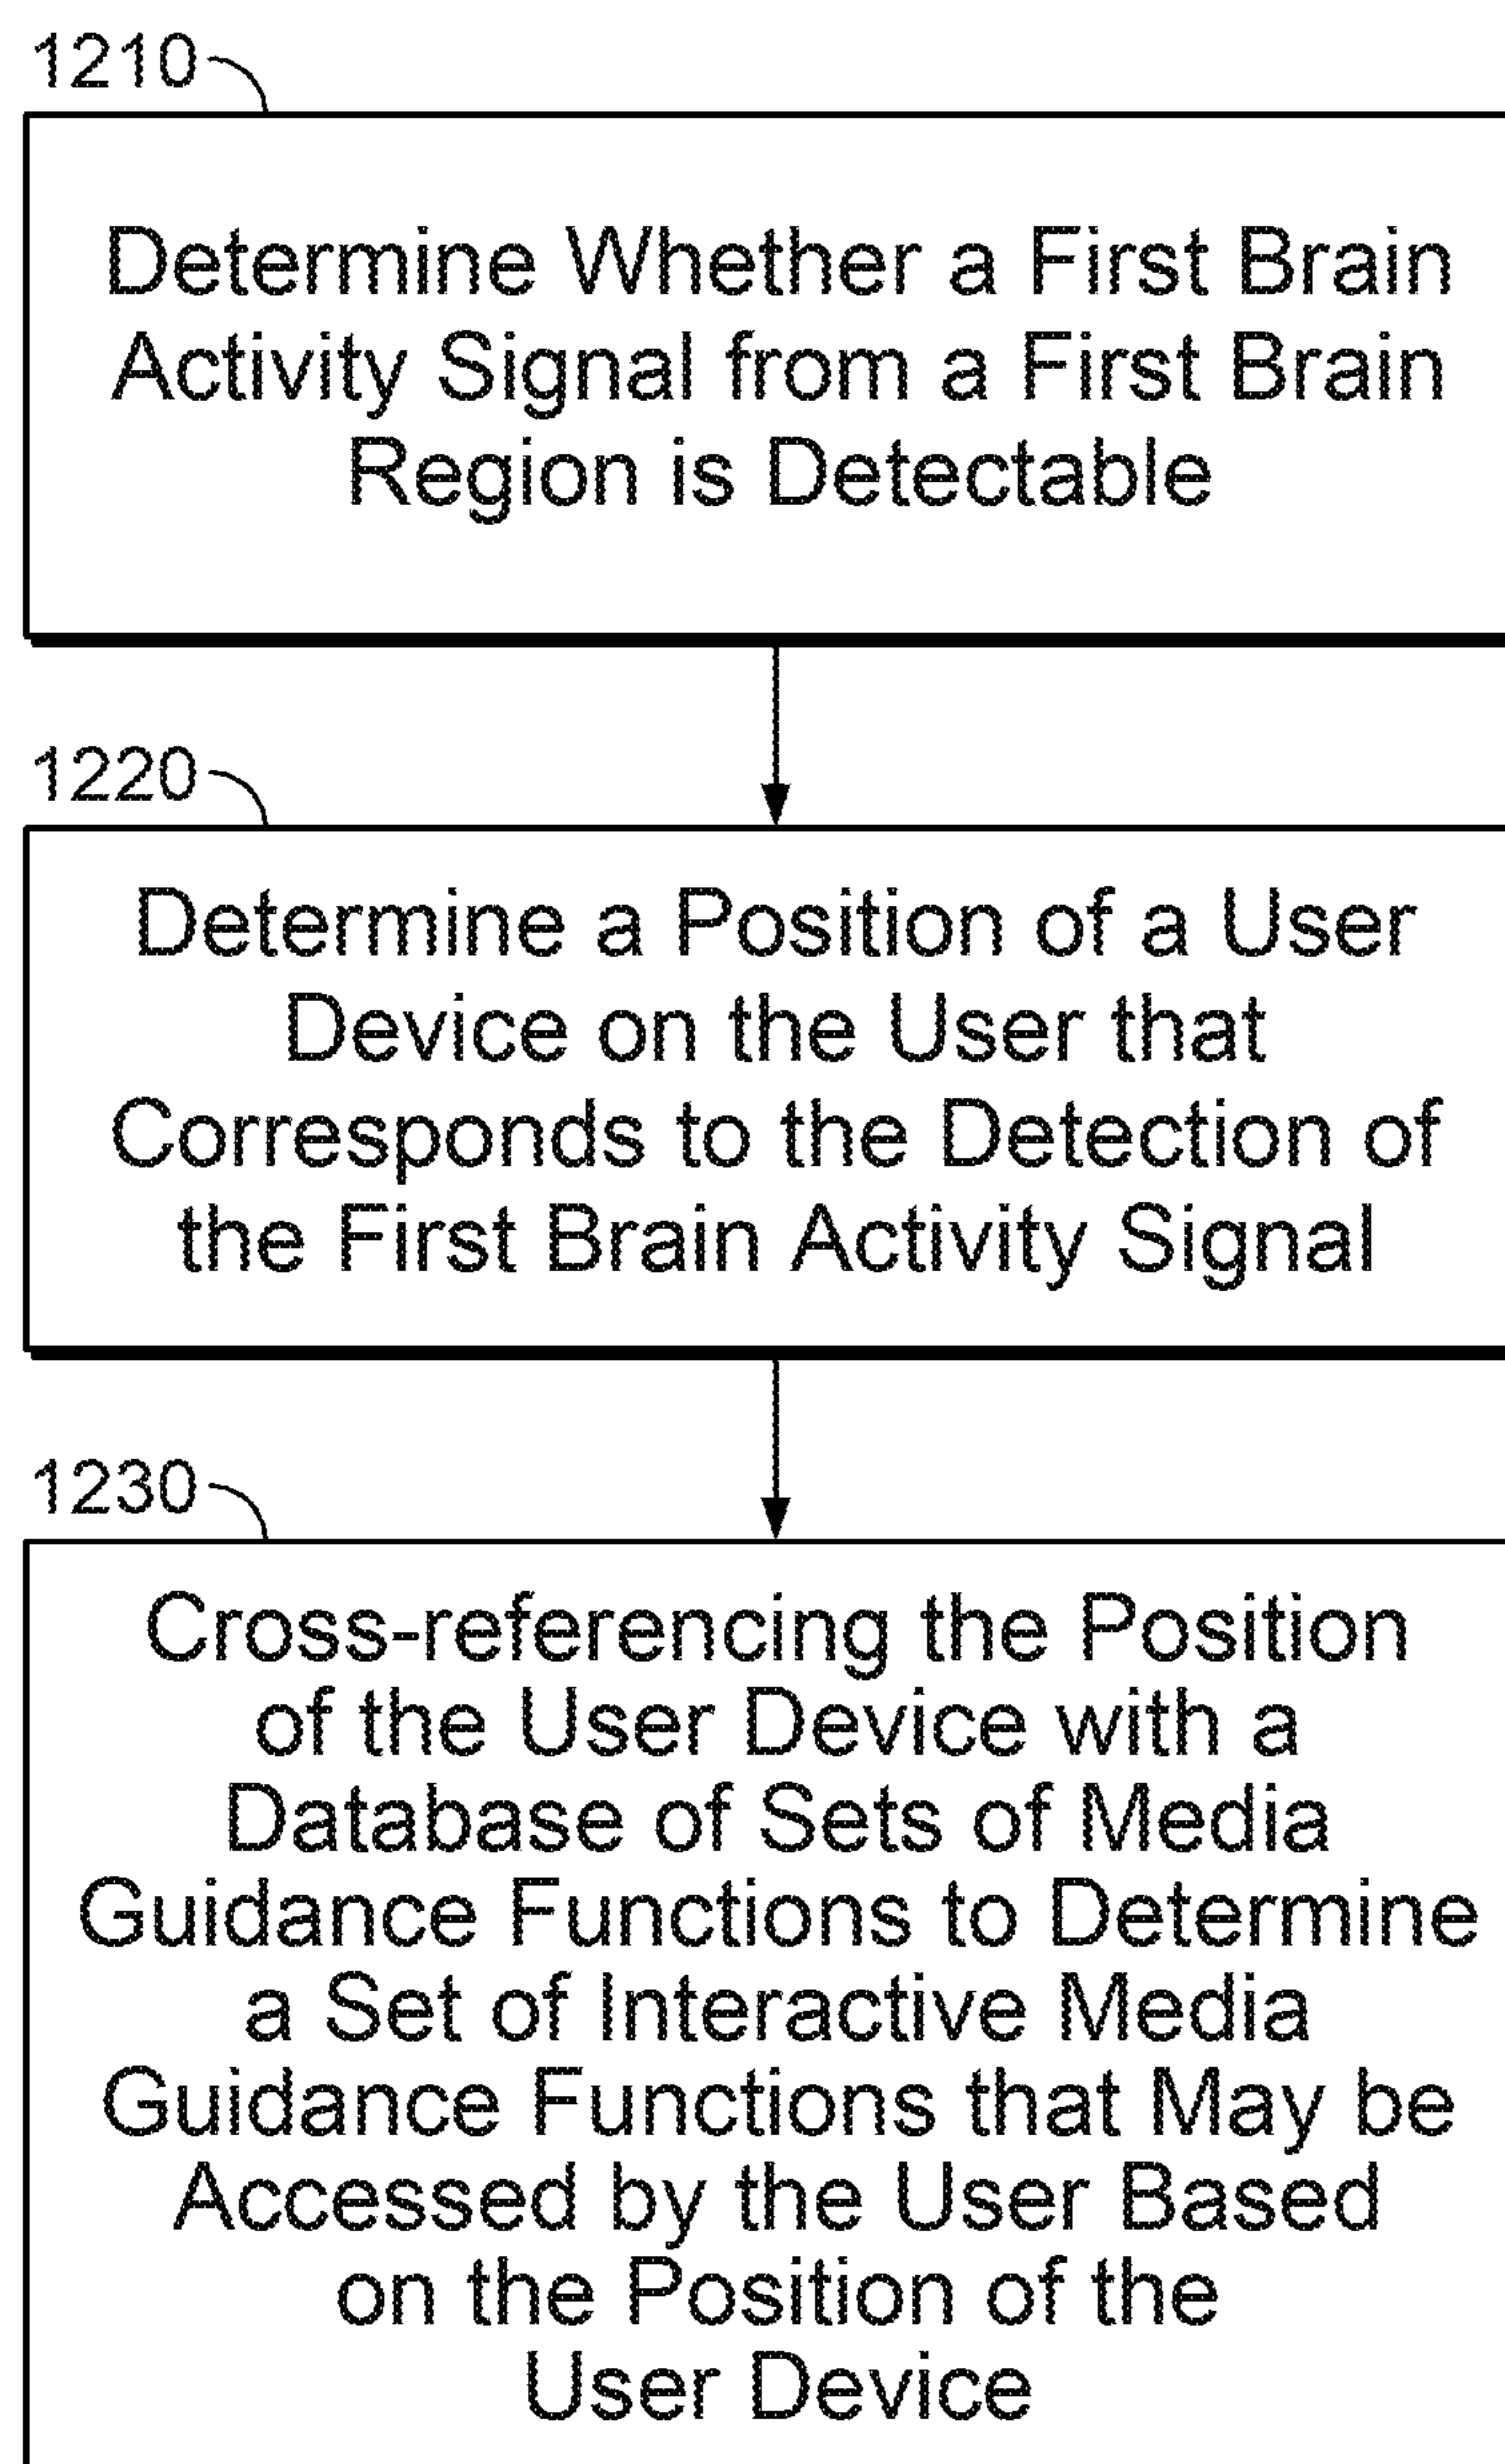 1210
Determine Whether a First Brain
Activity Signal from a First Brain
Region is Detectable
1220
Determine a Position of a User
Device on the User that
Corresponds to the Detection of
the First Brain Activity Signal
1230
Cross-referencing the Position
of the User Device with a
Database of Sets of Media
Guidance Functions to Determine
a Set of Interactive Media
Guidance Functions that May be
Accessed by the User Based
on the Position of the
User Device